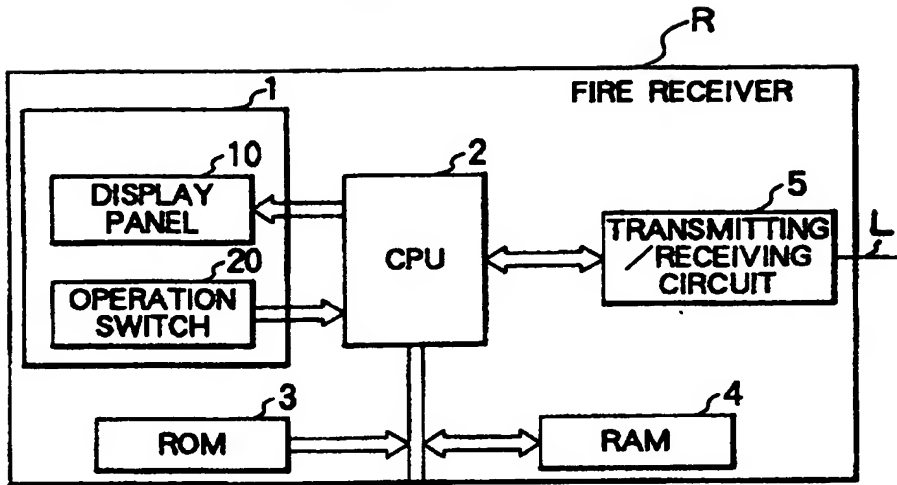 R
FIRE RECEIVER
1
10
DISPLAY
PANEL
20
OPERATION
SWITCH
2
CPU
5
TRANSMITTING
/RECEIVING
CIRCUIT
L
3
ROM
4
RAM